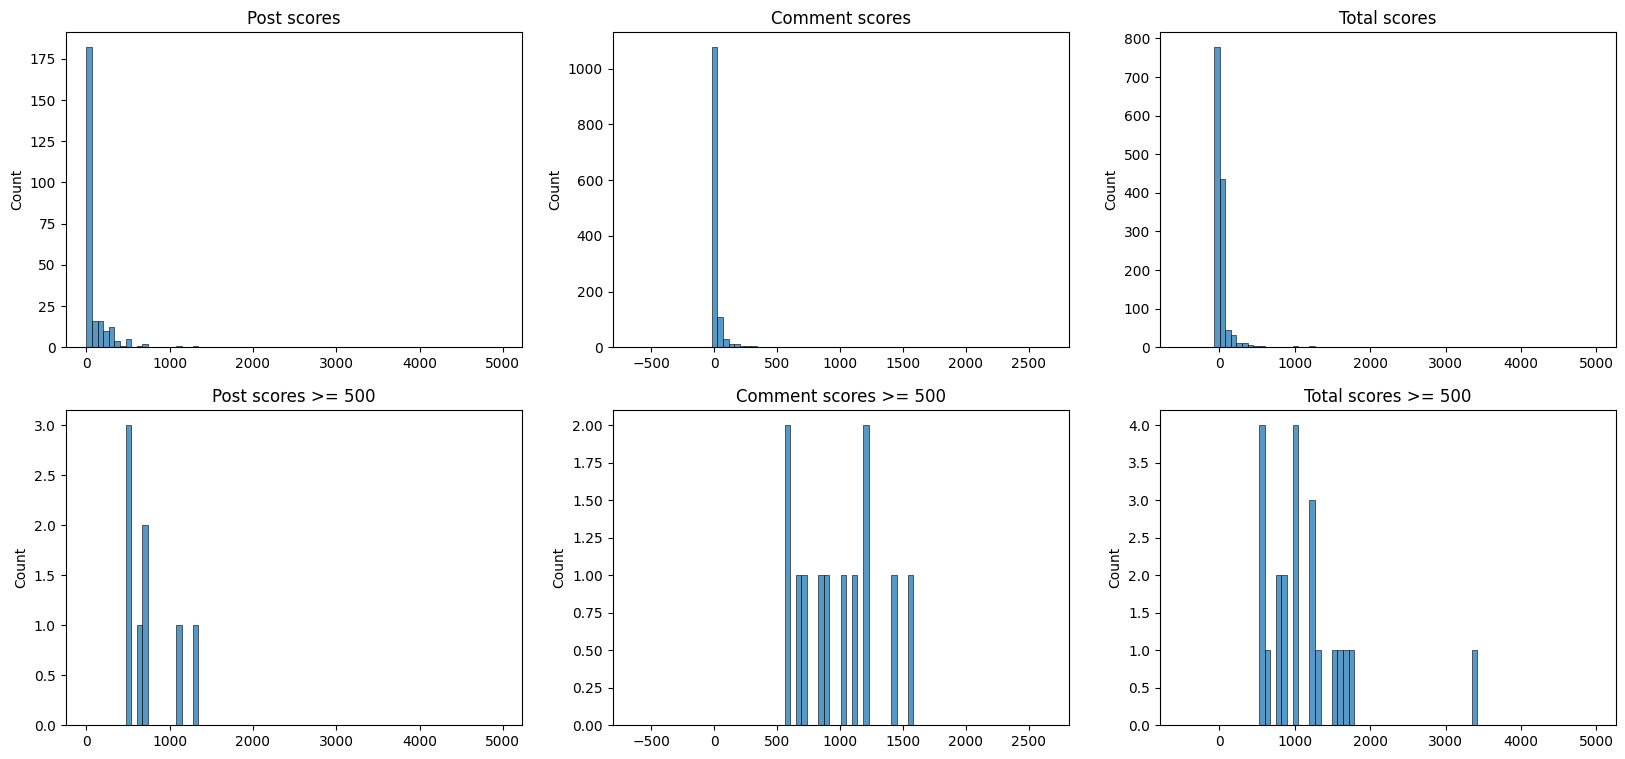 Post scores
Comment scores
Total scores
Count
175
150
125
100
75
50
25
0
0 1000 2000 3000 4000 5000
Count
1000
800
600
400
200
0
−500 0 500 1000 1500 2000 2500
Count
800
700
600
500
400
300
200
100
0
0 1000 2000 3000 4000 5000
Post scores >= 500
Comment scores >= 500
Total scores >= 500
Count
3.0
2.5
2.0
1.5
1.0
0.5
0.0
0 1000 2000 3000 4000 5000
Count
2.00
1.75
1.50
1.25
1.00
0.75
0.50
0.25
0.00
−500 0 500 1000 1500 2000 2500
Count
4.0
3.5
3.0
2.5
2.0
1.5
1.0
0.5
0.0
0 1000 2000 3000 4000 5000